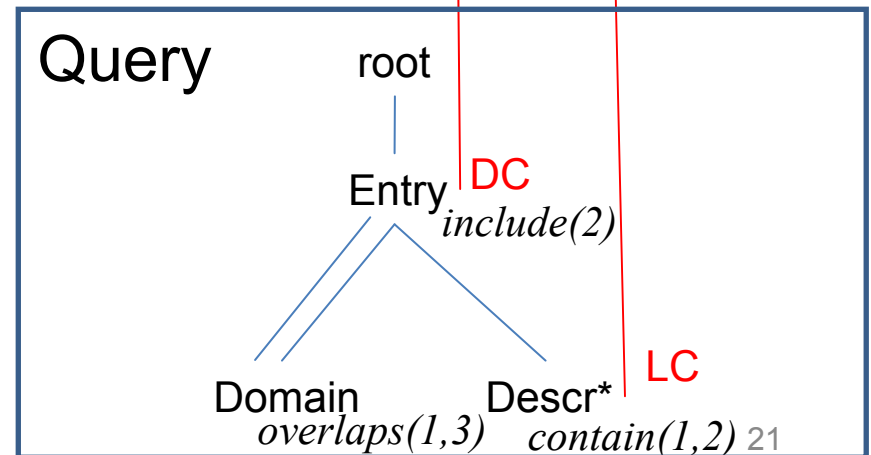 Query
root
DC
Entry
include(2)
LC
Domain
Descr*
overlaps(1,3)
contain(1,2)
21